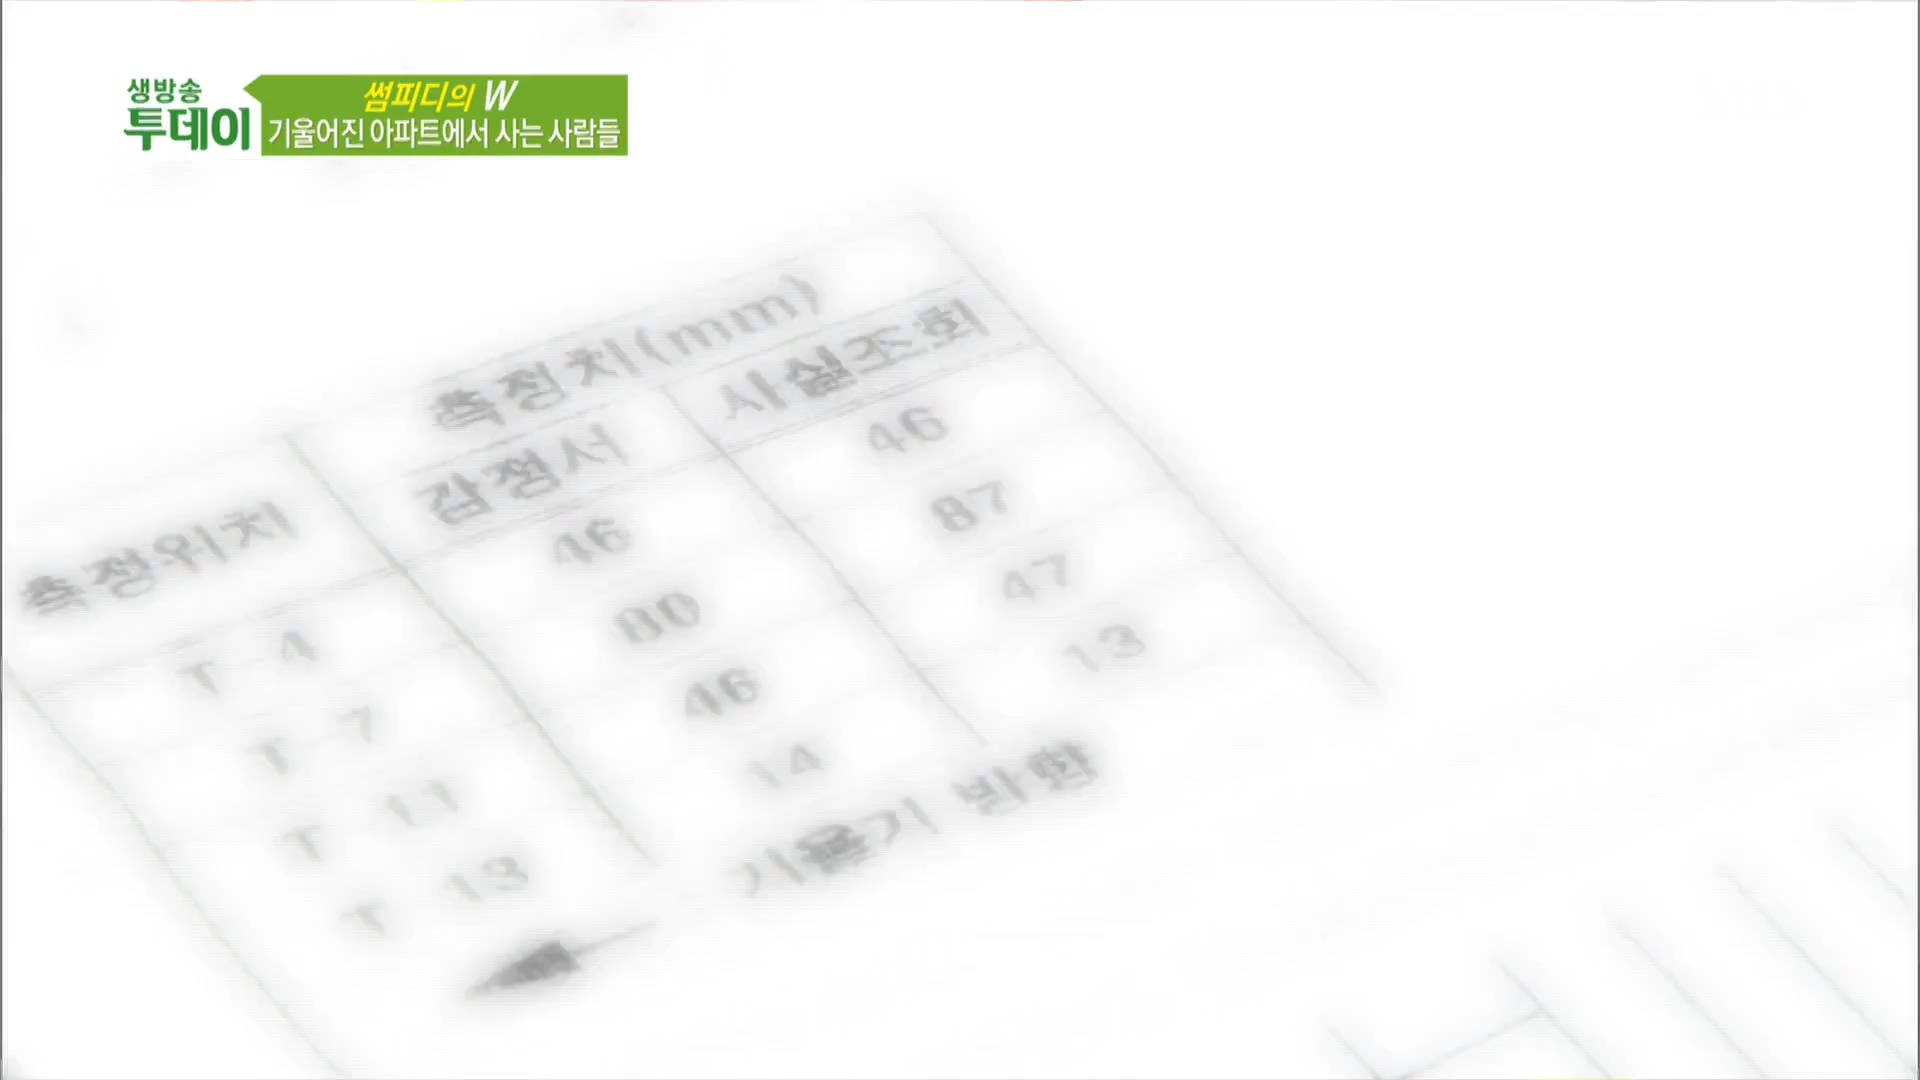 생방송
투데이
썸피디의 W
기울어진 아파트에서 사는 사람들
측정위치 측정치(mm)
감정서 사실조회
T 4 46 46
T 7 80 87
T 11 46 47
T 13 14 13
기울기 방향